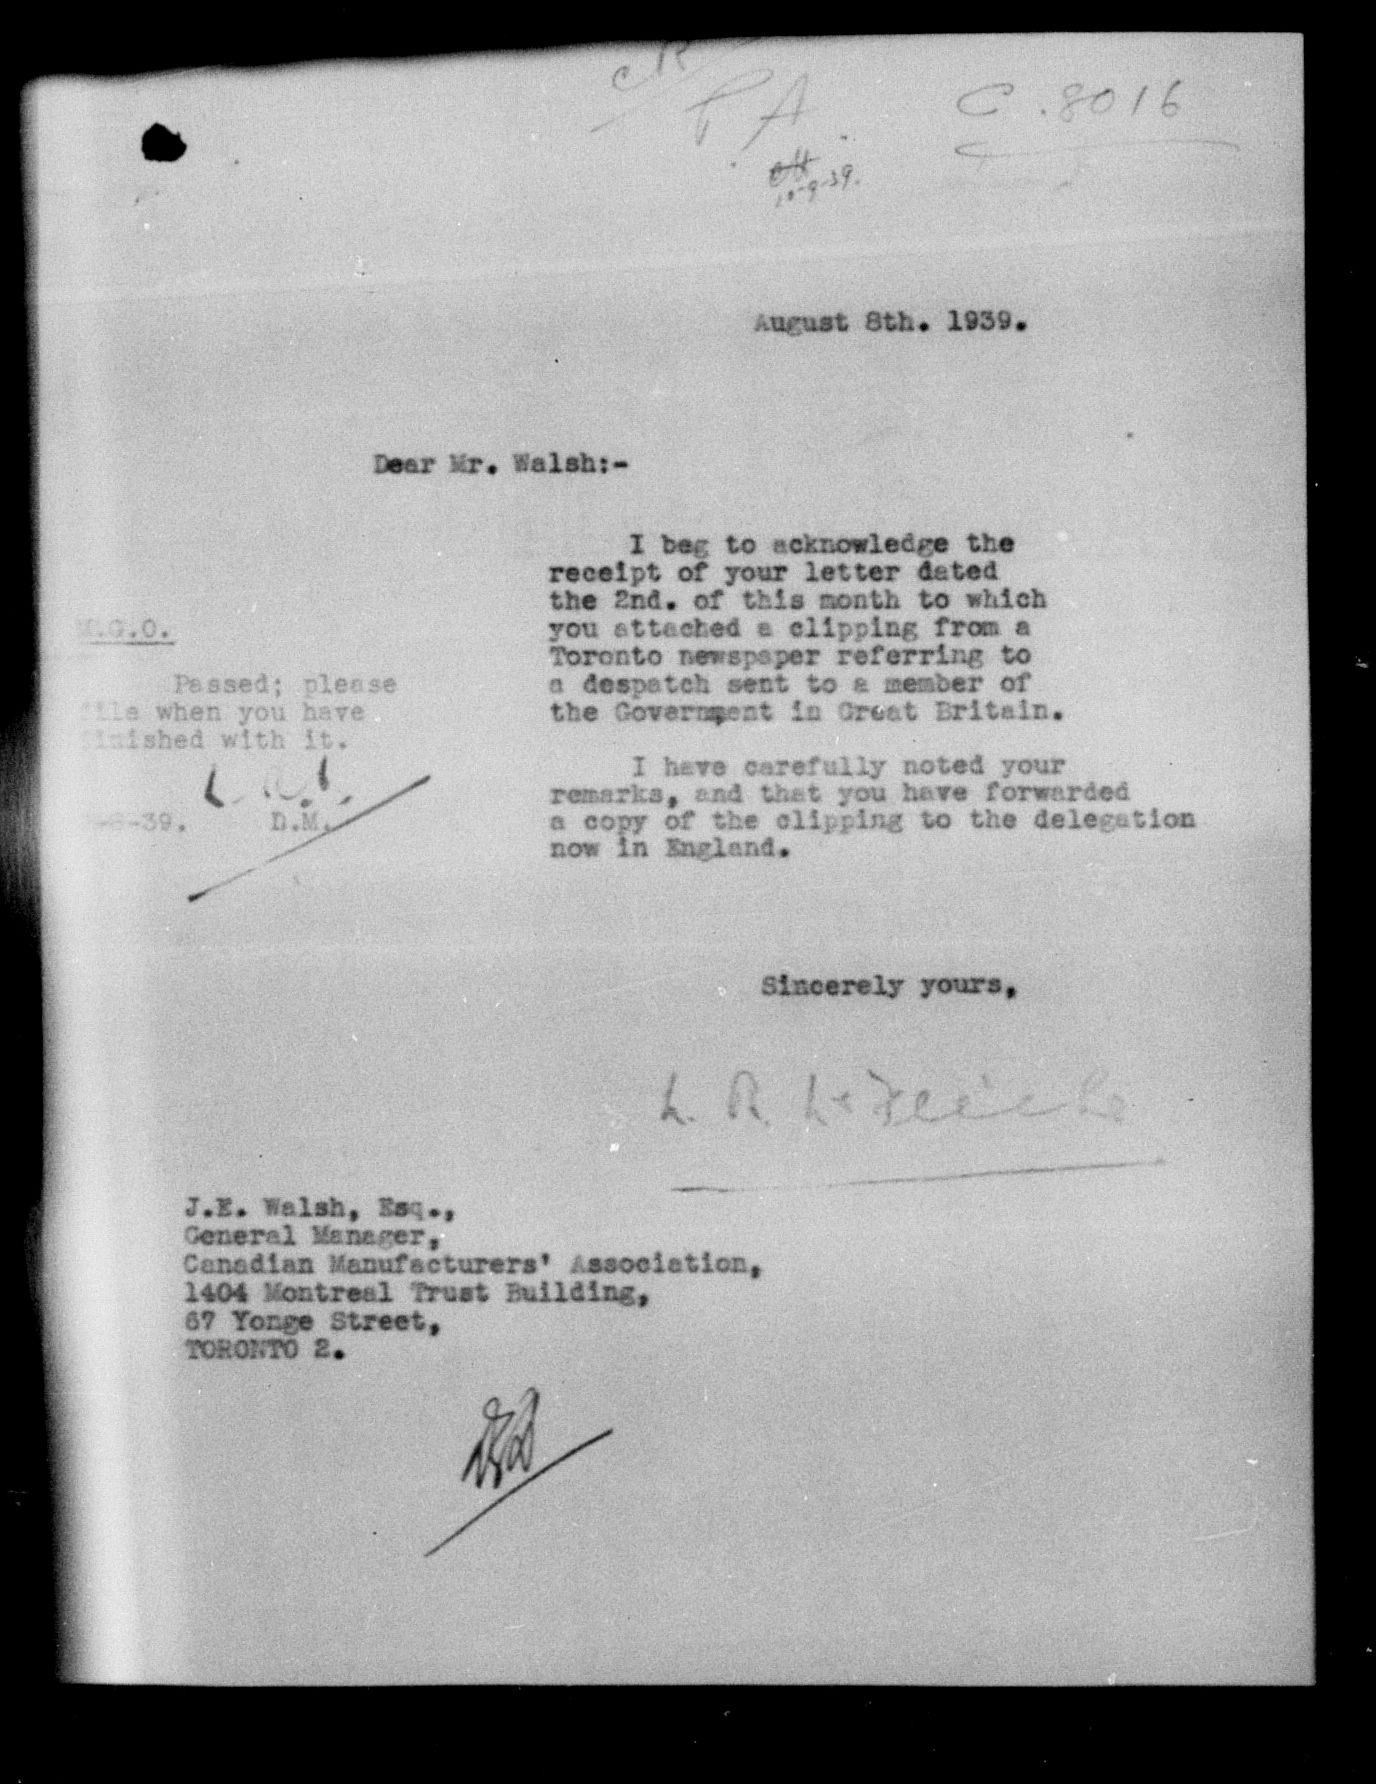 C.8016
PA
10-9-39.
August 8th. 1939.
Dear Mr. Walsh:-
I beg to acknowledge the
receipt of your letter dated
the 2nd. of this month to which
you attached a clipping from a
Toronto newspaper referring to
a despatch sent to a member of
the Government in Great Britain.
I have carefully noted your
remarks, and that you have forwarded
a copy of the clipping to the delegation
now in England.
M.G.O.
Passed; please
file when you have
finished with it.
-8-39. D.M.
Sincerely yours,
L. R. LaFleche
J.E. Walsh, Esq.,
General Manager,
Canadian Manufacturers' Association,
1404 Montreal Trust Building,
67 Yonge Street,
TORONTO 2.